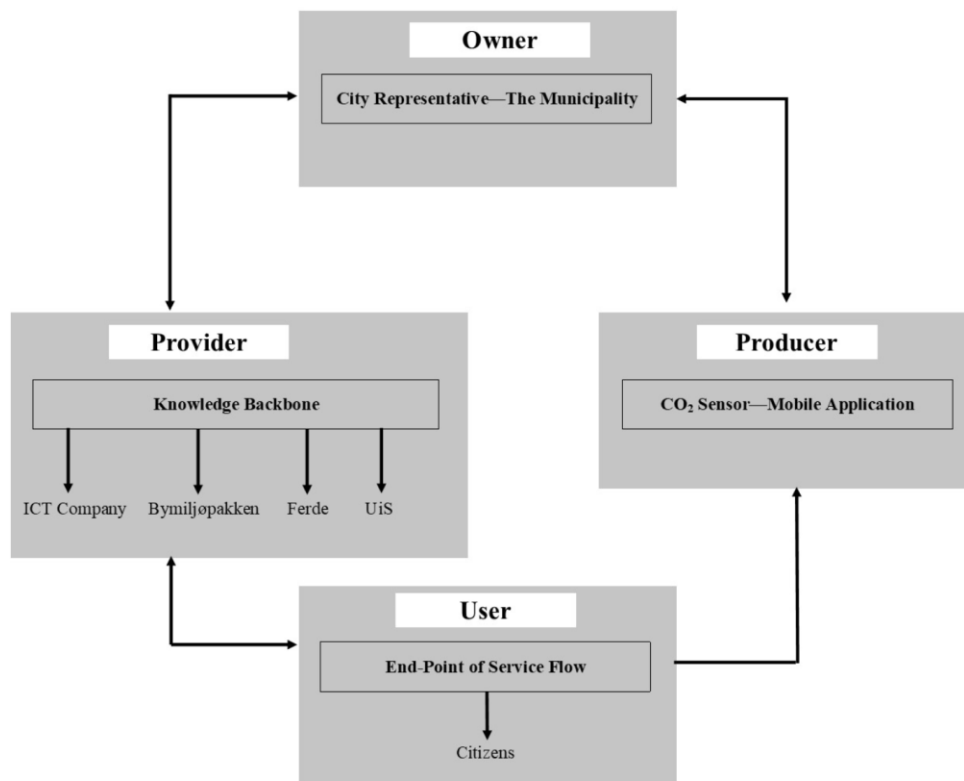 Owner
City Representative—The Municipality
Provider
Knowledge Backbone
ICT Company
Bymiljøpakken
Ferde
UiS
Producer
CO₂ Sensor—Mobile Application
User
End-Point of Service Flow
Citizens